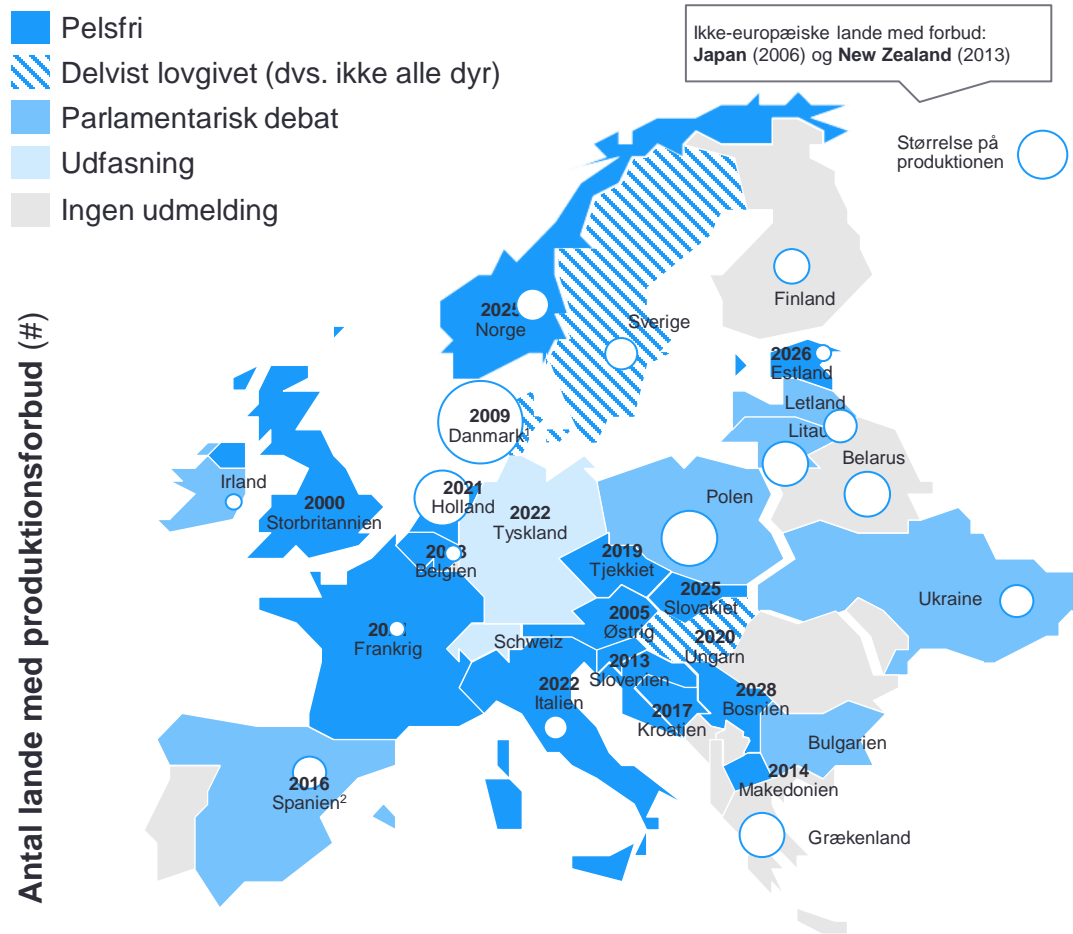 Pelsfri
Delvist lovgivet (dvs. ikke alle dyr)
Parlamentarisk debat
Udfasning
Ingen udmelding
Ikke-europæiske lande med forbud:
Japan (2006) og New Zealand (2013)
Størrelse på
produktionen
Antal lande med produktionsforbud (#)
Finland
2025
Norge
Sverige
2026
Estland
Letland
2009
Danmark¹
Belarus
Irland
2021
Holland
2000
Storbritannien
2022
Tyskland
Polen
Belgien
2019
Tjekkiet
2025
Slovakiet
Ukraine
2005
Østrig
Frankrig
Schweiz
2020
Ungarn
2013
Slovenien
2022
Italien
2028
Bosnien
2017
Kroatien
Bulgarien
2014
Makedonien
2016
Spanien²
Grækenland